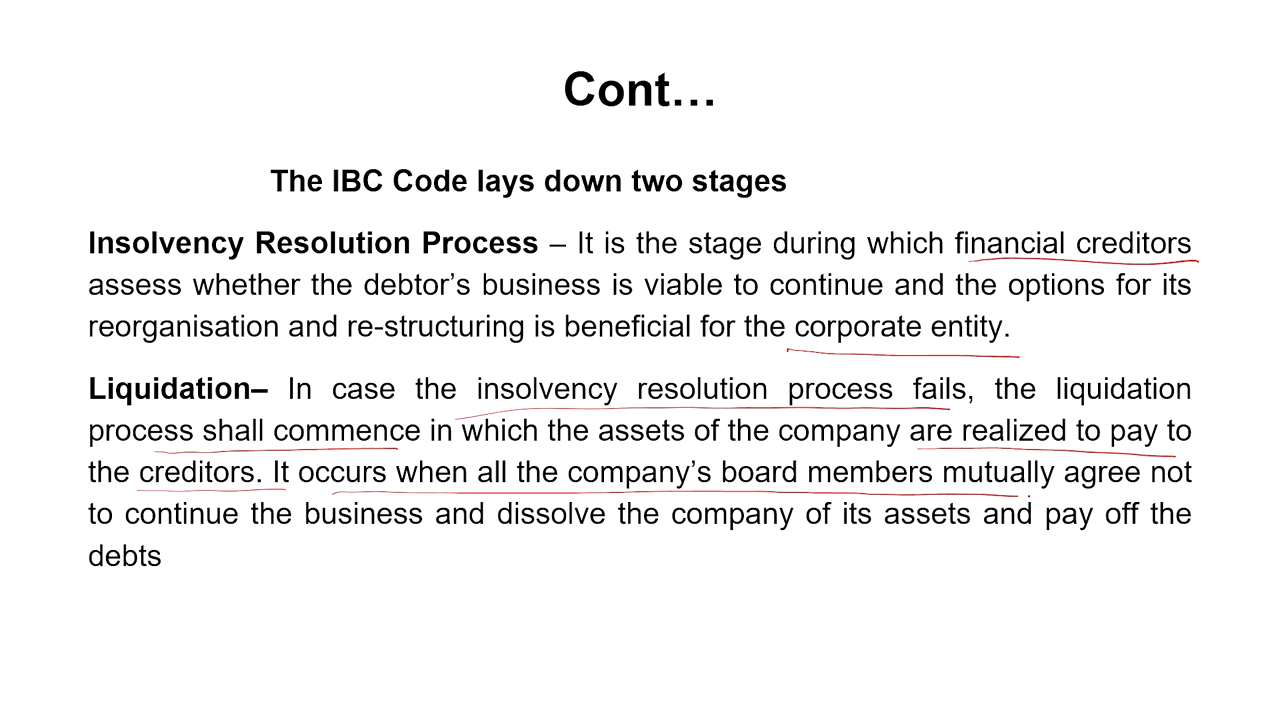 Cont…
The IBC Code lays down two stages
Insolvency Resolution Process – It is the stage during which financial creditors
assess whether the debtor’s business is viable to continue and the options for its
reorganisation and re-structuring is beneficial for the corporate entity.
Liquidation– In case the insolvency resolution process fails, the liquidation
process shall commence in which the assets of the company are realized to pay to
the creditors. It occurs when all the company’s board members mutually agree not
to continue the business and dissolve the company of its assets and pay off the
debts